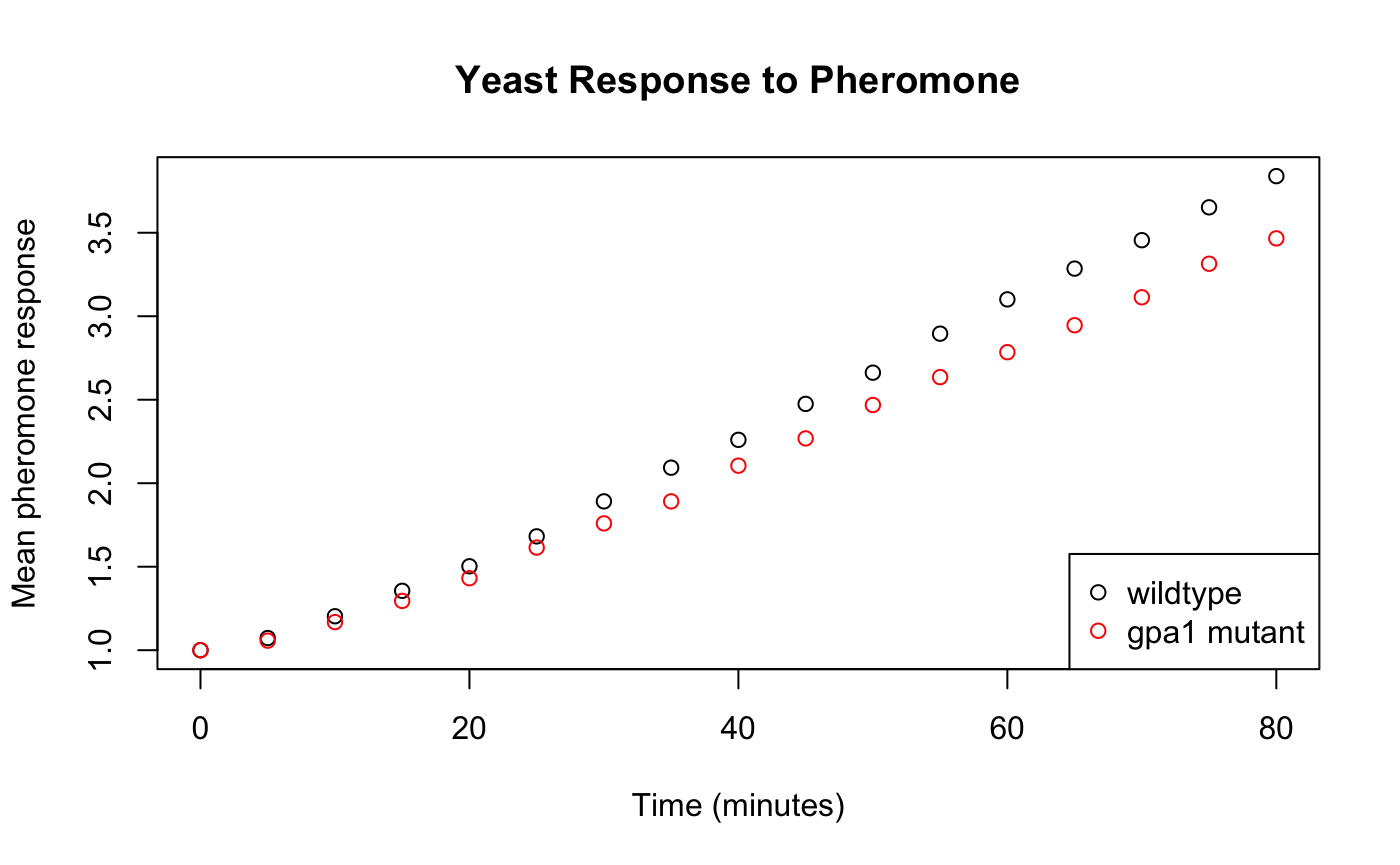 Yeast Response to Pheromone
Mean pheromone response
3.5
3.0
2.5
2.0
1.5
1.0
wildtype
gpa1 mutant
0 20 40 60 80
Time (minutes)